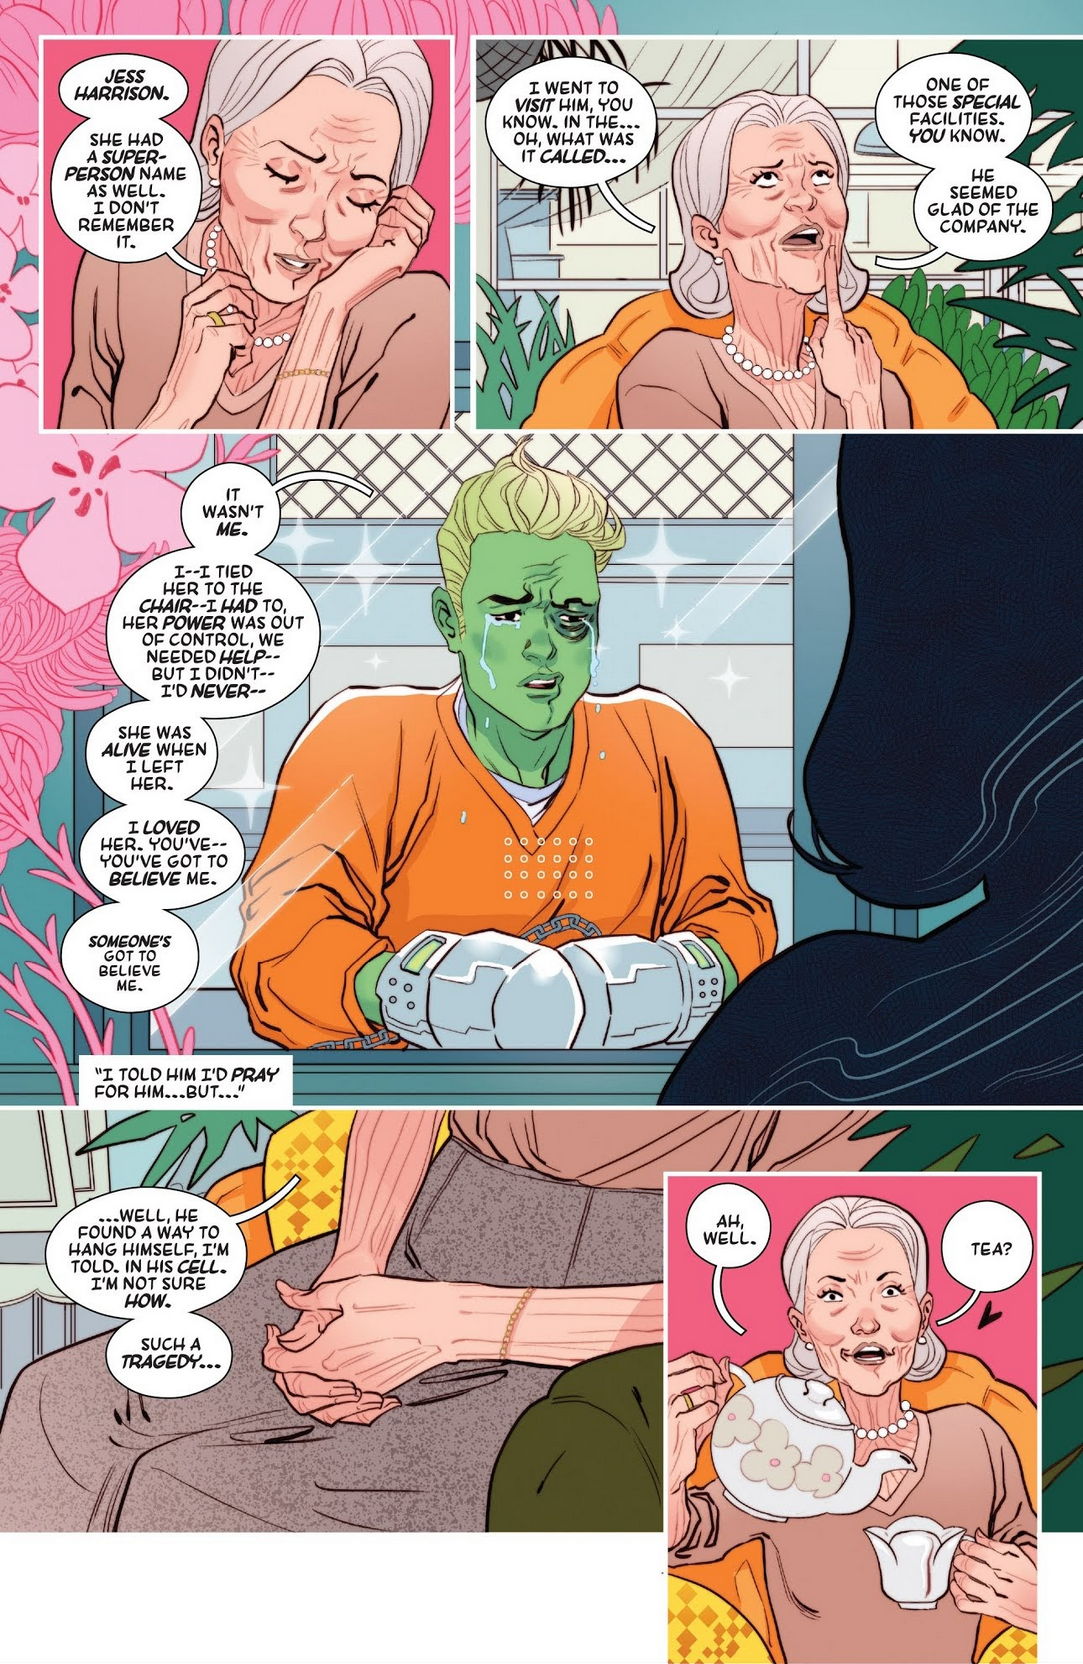 JESS
HARRISON.
SHE HAD
A SUPER-
PERSON NAME
AS WELL.
I DON'T
REMEMBER
IT.
I WENT TO
VISIT HIM, YOU
KNOW. IN THE...
OH, WHAT WAS
IT CALLED...
ONE OF
THOSE SPECIAL
FACILITIES.
YOU KNOW.
HE
SEEMED
GLAD OF THE
COMPANY.
IT
WASN'T
ME.
I--I TIED
HER TO THE
CHAIR--I HAD TO,
HER POWER WAS OUT
OF CONTROL, WE
NEEDED HELP--
BUT I DIDN'T--
I'D NEVER--
SHE WAS
ALIVE WHEN
I LEFT
HER.
I LOVED
HER. YOU'VE--
YOU'VE GOT TO
BELIEVE ME.
SOMEONE'S
GOT TO
BELIEVE
ME.
"I TOLD HIM I'D PRAY
FOR HIM...BUT..."
...WELL, HE
FOUND A WAY TO
HANG HIMSELF, I'M
TOLD. IN HIS CELL.
I'M NOT SURE
HOW.
SUCH A
TRAGEDY...
AH,
WELL.
TEA?